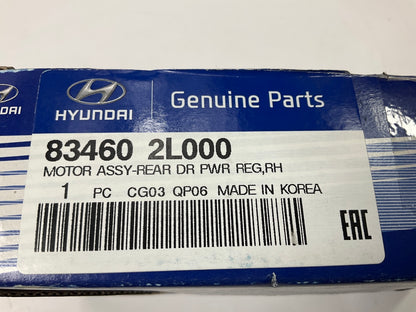 HYUNDAI
Genuine Parts
83460 2L000
MOTOR ASSY-REAR DR PWR REG,RH
1 PC CG03 QP06 MADE IN KOREA
EAC